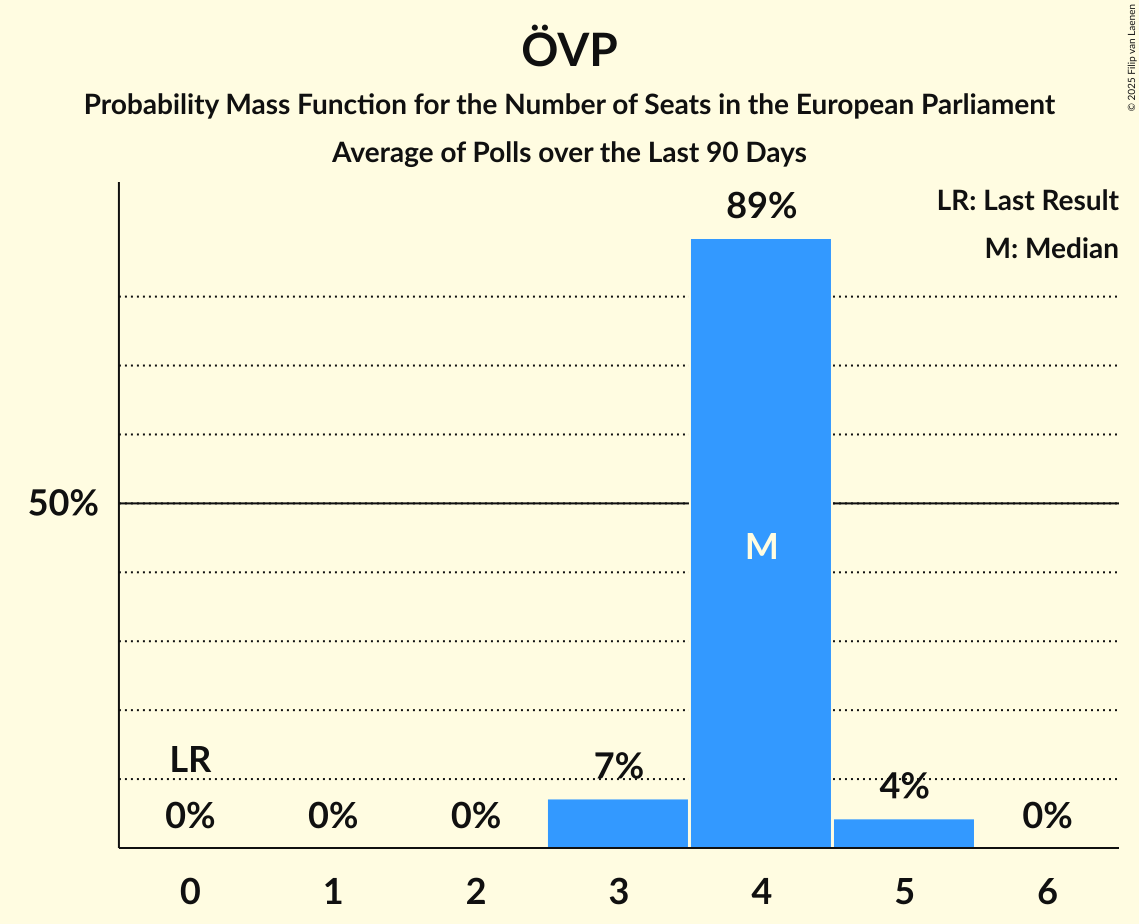 ÖVP
Probability Mass Function for the Number of Seats in the European Parliament
Average of Polls over the Last 90 Days
© 2025 Filip van Laenen
LR: Last Result
M: Median
89%
50%
M
LR
7%
4%
0%
0%
0%
0%
0
1
2
3
4
5
6